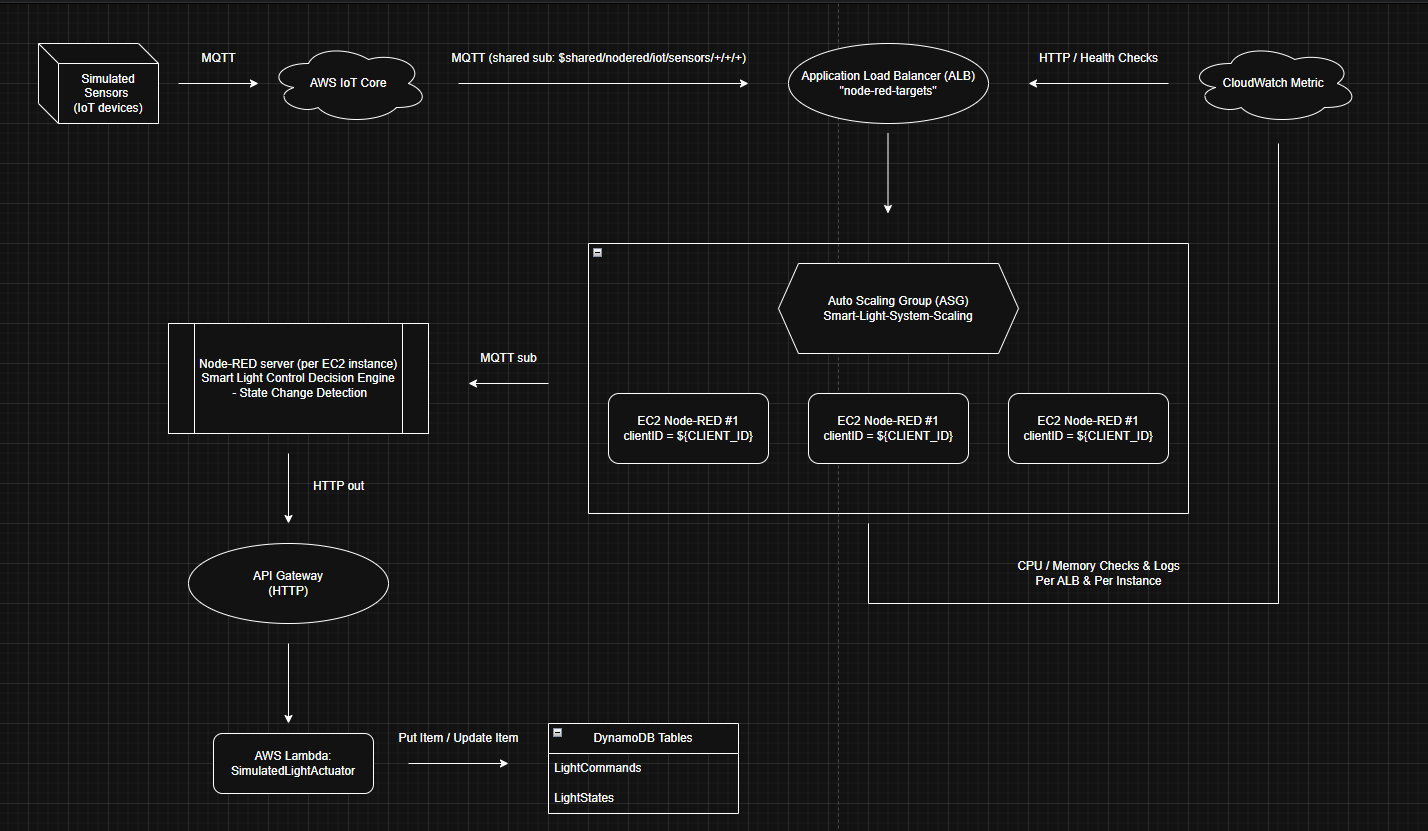 Simulated
Sensors
(IoT devices)
MQTT
AWS IoT Core
MQTT (shared sub: $shared/nodered/iot/sensors/+/+/+)
Application Load Balancer (ALB)
"node-red-targets"
HTTP / Health Checks
CloudWatch Metric
Auto Scaling Group (ASG)
Smart-Light-System-Scaling
Node-RED server (per EC2 instance)
Smart Light Control Decision Engine
- State Change Detection
MQTT sub
EC2 Node-RED #1
clientID = ${CLIENT_ID}
EC2 Node-RED #1
clientID = ${CLIENT_ID}
EC2 Node-RED #1
clientID = ${CLIENT_ID}
HTTP out
CPU / Memory Checks & Logs
Per ALB & Per Instance
API Gateway
(HTTP)
AWS Lambda:
SimulatedLightActuator
Put Item / Update Item
DynamoDB Tables
LightCommands
LightStates